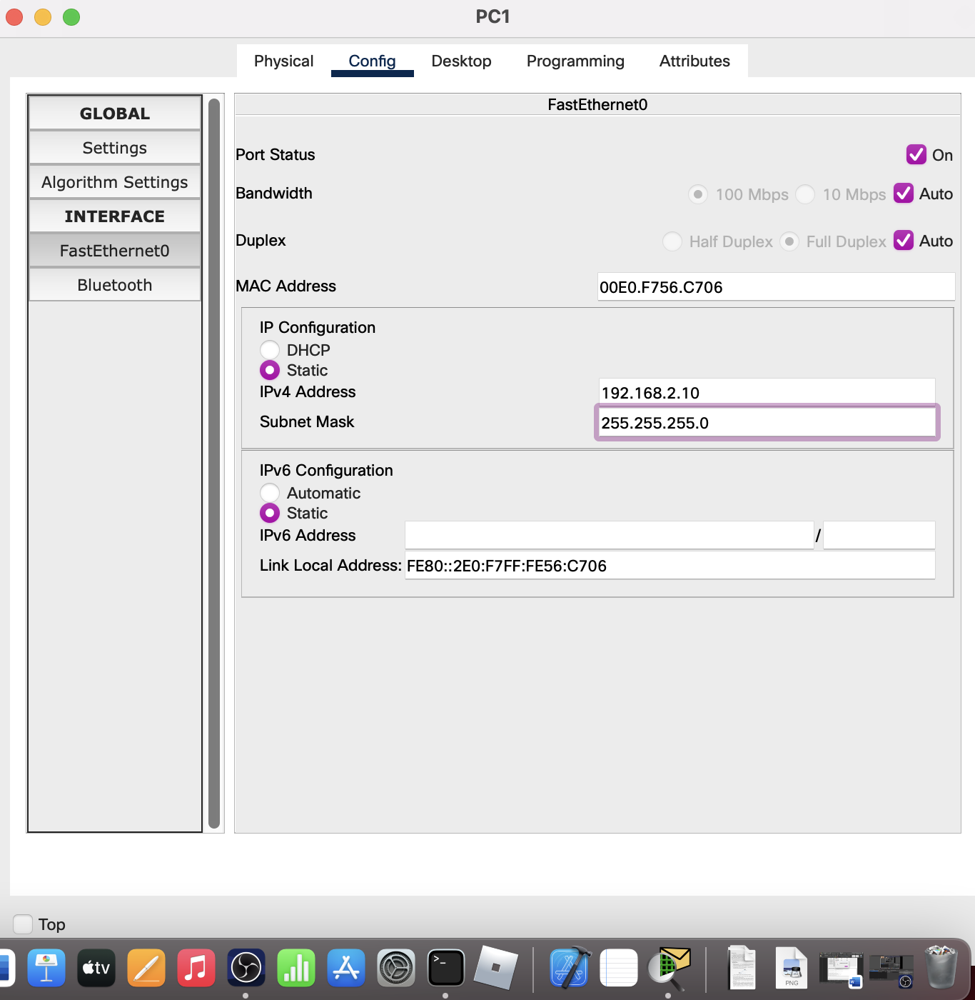 PC1
Physical Config Desktop Programming Attributes
GLOBAL
Settings
Algorithm Settings
INTERFACE
FastEthernet0
Bluetooth
FastEthernet0
Port Status On
Bandwidth 100 Mbps 10 Mbps Auto
Duplex Half Duplex Full Duplex Auto
MAC Address 00E0.F756.C706
IP Configuration
DHCP
Static
IPv4 Address 192.168.2.10
Subnet Mask 255.255.255.0
IPv6 Configuration
Automatic
Static
IPv6 Address /
Link Local Address: FE80::2E0:F7FF:FE56:C706
Top
tv
>_
PNG
W